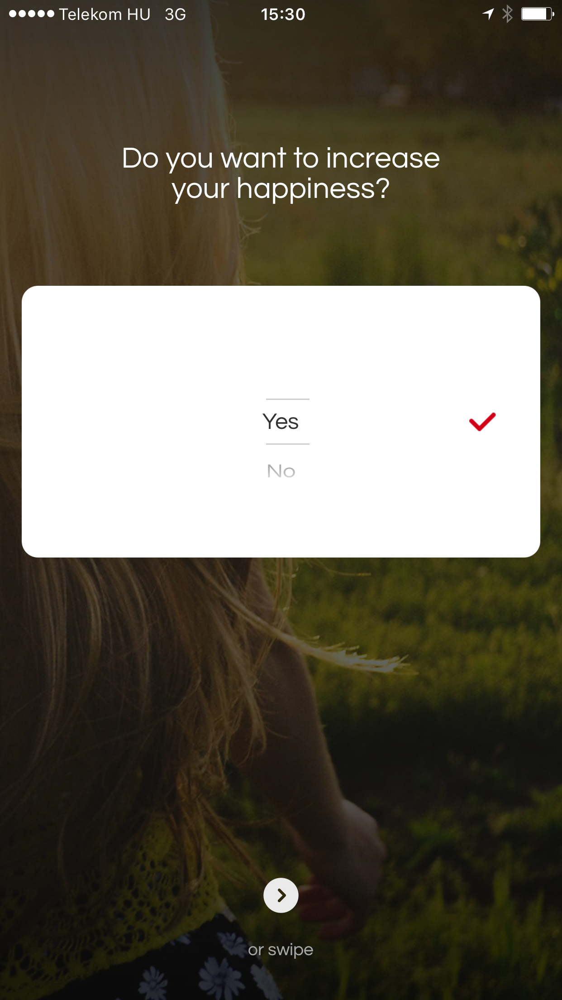 Telekom HU 3G 15:30
Do you want to increase
your happiness?
Yes
No
or swipe